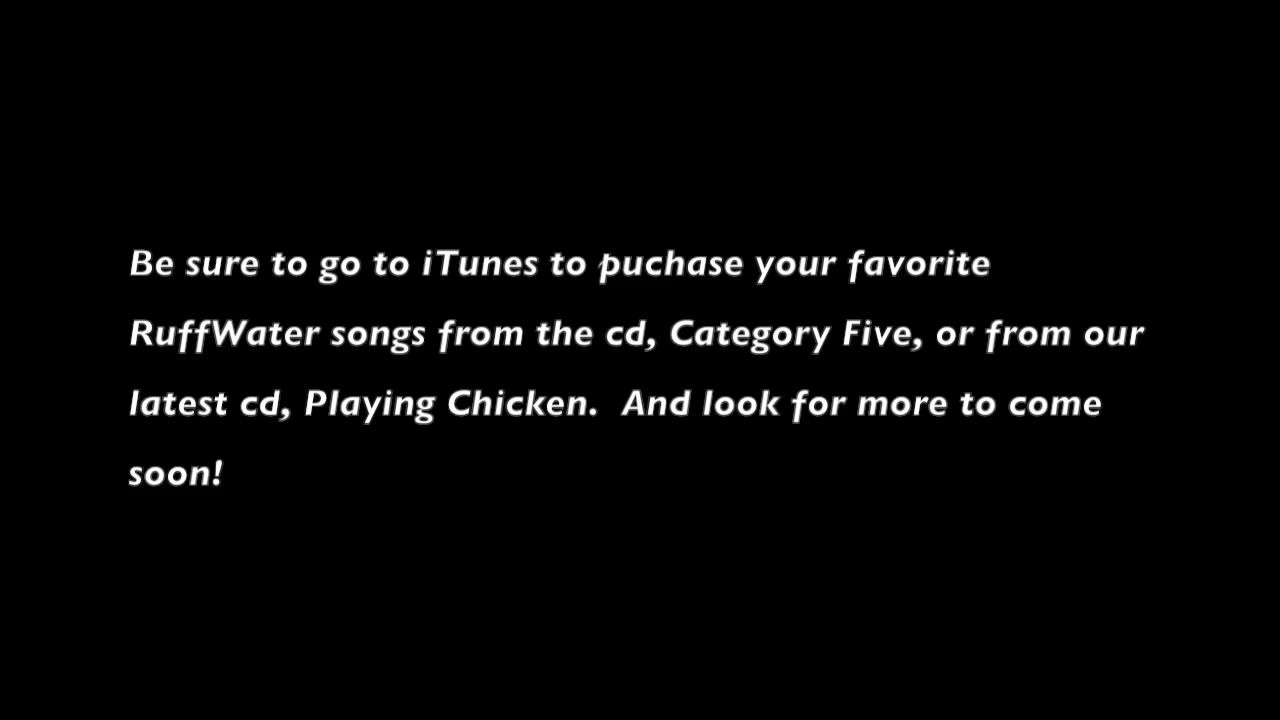 Be sure to go to iTunes to puchase your favorite
RuffWater songs from the cd, Category Five, or from our
latest cd, Playing Chicken.  And look for more to come
soon!